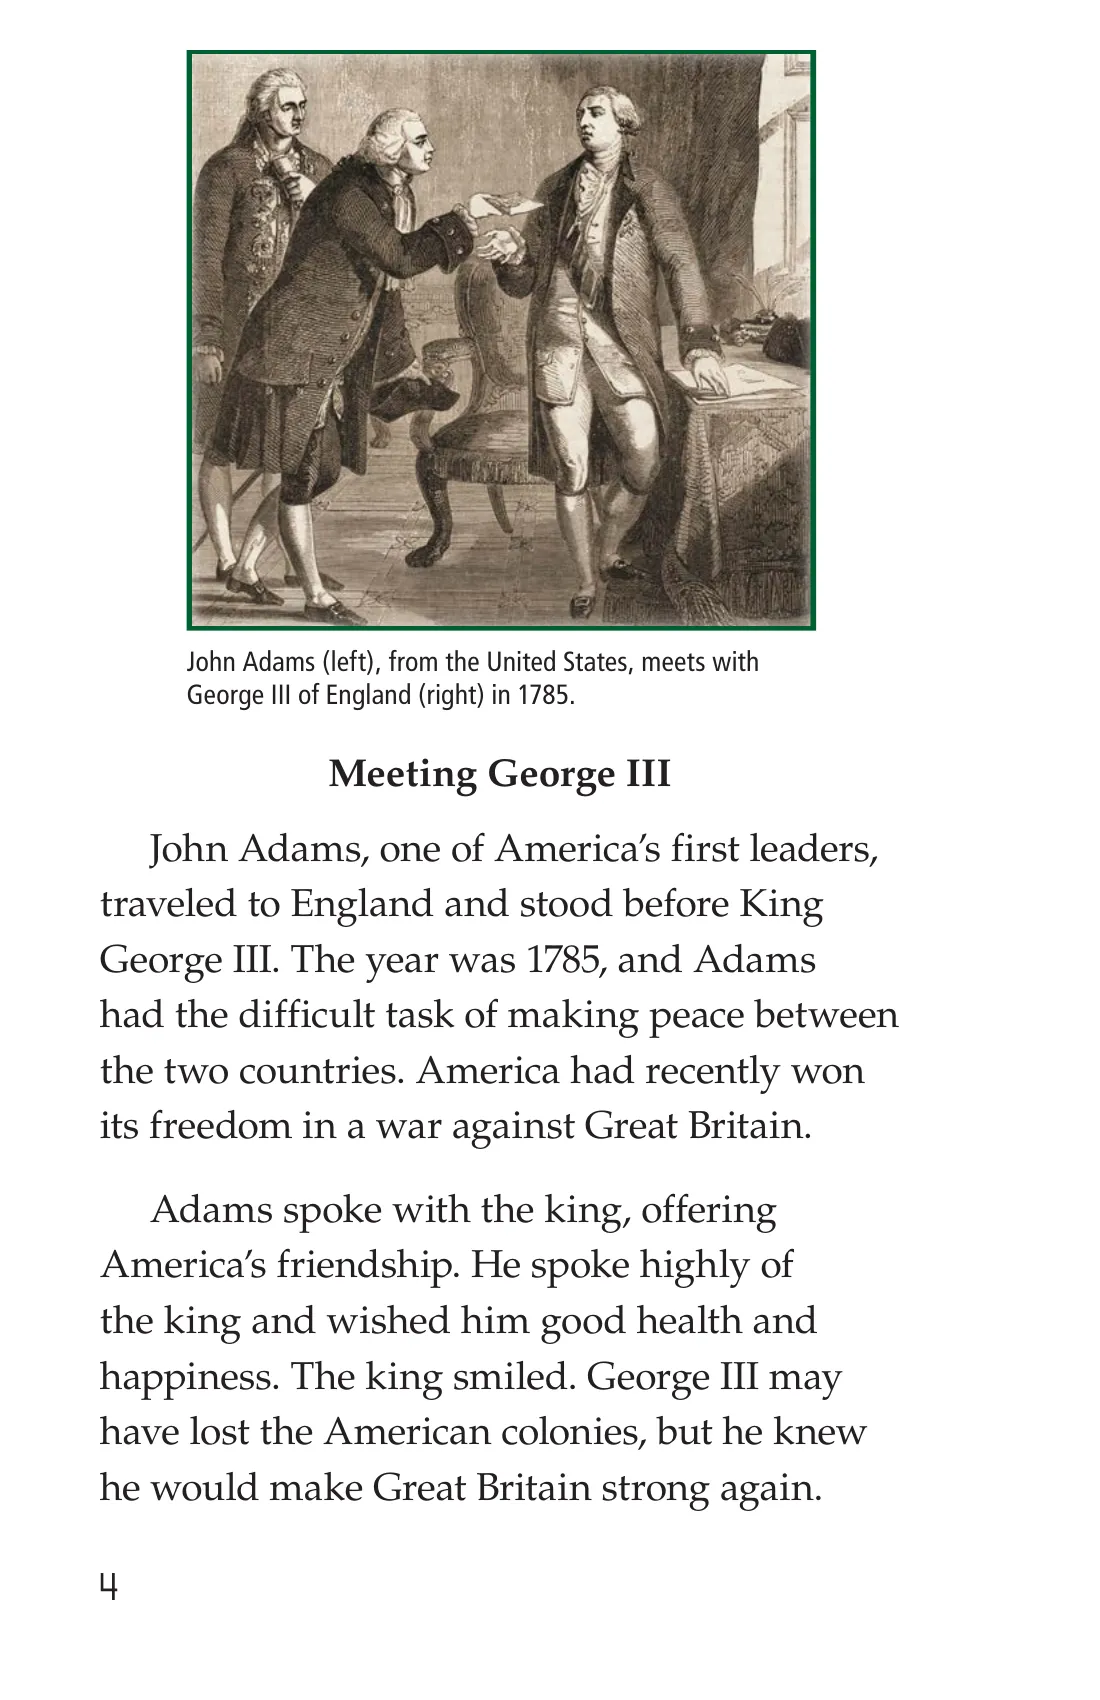 John Adams (left), from the United States, meets with
George III of England (right) in 1785.
Meeting George III
John Adams, one of America’s first leaders,
traveled to England and stood before King
George III. The year was 1785, and Adams
had the difficult task of making peace between
the two countries. America had recently won
its freedom in a war against Great Britain.
Adams spoke with the king, offering
America’s friendship. He spoke highly of
the king and wished him good health and
happiness. The king smiled. George III may
have lost the American colonies, but he knew
he would make Great Britain strong again.
4